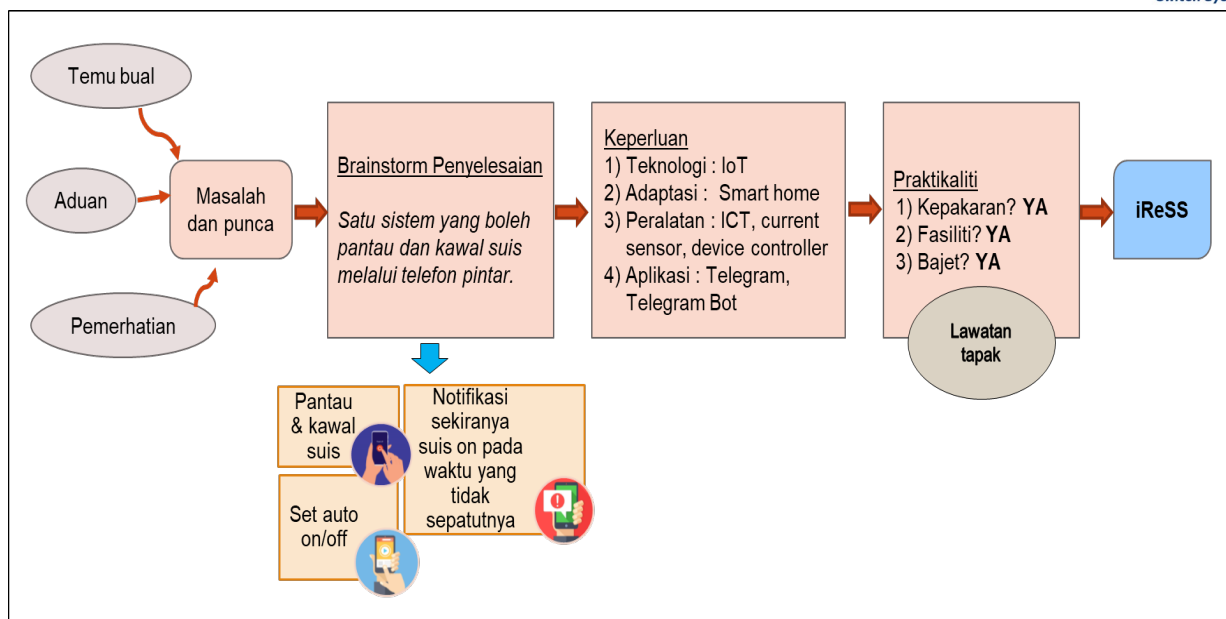 Temu bual
Aduan
Pemerhatian
Masalah
dan punca
Brainstorm Penyelesaian
Satu sistem yang boleh
pantau dan kawal suis
melalui telefon pintar.
Pantau
& kawal
suis
Set auto
on/off
Notifikasi
sekiranya
suis on pada
waktu yang
tidak
sepatutnya
Keperluan
1) Teknologi : IoT
2) Adaptasi : Smart home
3) Peralatan : ICT, current
sensor, device controller
4) Aplikasi : Telegram,
Telegram Bot
Praktikaliti
1) Kepakaran? YA
2) Fasiliti? YA
3) Bajet? YA
Lawatan
tapak
iReSS